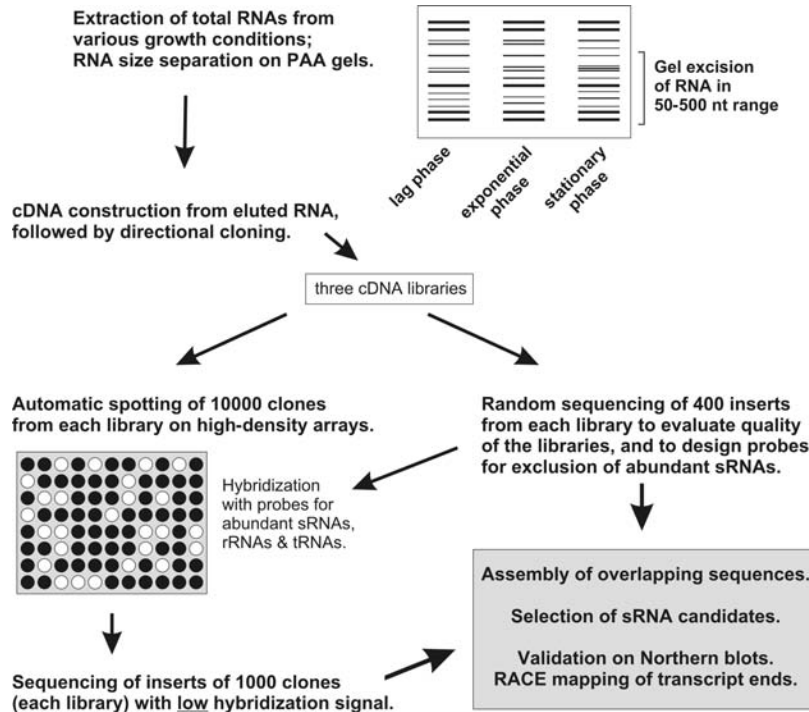 Extraction of total RNAs from
various growth conditions;
RNA size separation on PAA gels.
Gel excision
of RNA in
50-500 nt range
lag phase
exponential
phase
stationary
phase
cDNA construction from eluted RNA,
followed by directional cloning.
three cDNA libraries
Automatic spotting of 10000 clones
from each library on high-density arrays.
Random sequencing of 400 inserts
from each library to evaluate quality
of the libraries, and to design probes
for exclusion of abundant sRNAs.
Hybridization
with probes for
abundant sRNAs,
rRNAs & tRNAs.
Sequencing of inserts of 1000 clones
(each library) with low hybridization signal.
Assembly of overlapping sequences.
Selection of sRNA candidates.
Validation on Northern blots.
RACE mapping of transcript ends.